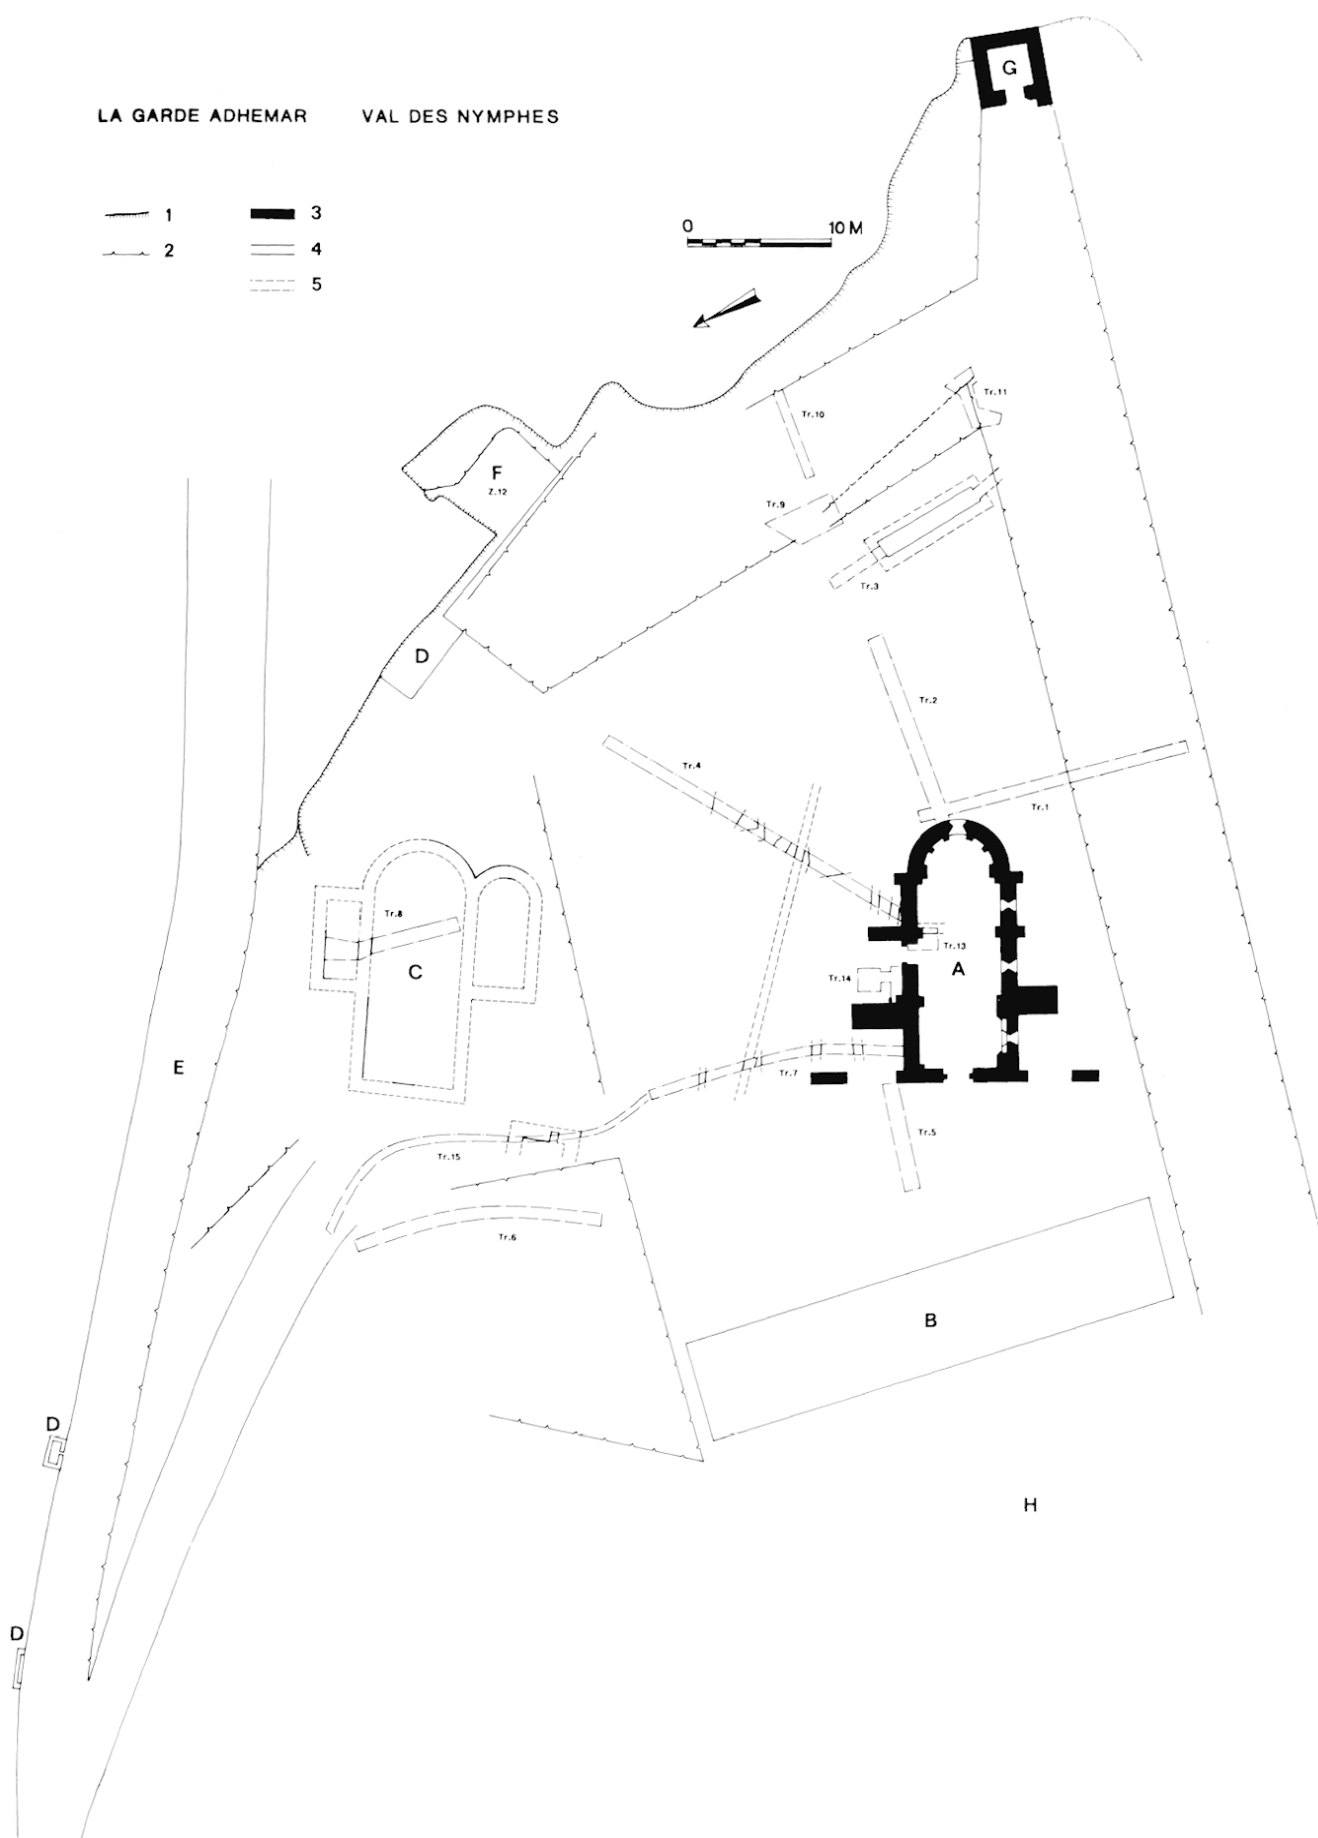 G
LA GARDE ADHEMAR VAL DES NYMPHES
1 3
2 4
5
0 10 M
Tr.11
Tr.10
F
Z.12
Tr.9
Tr.3
D
Tr.2
Tr.4
Tr.1
Tr.8
Tr.13
C
A
Tr.14
E
Tr.7
Tr.5
Tr.15
Tr.6
B
D
H
D